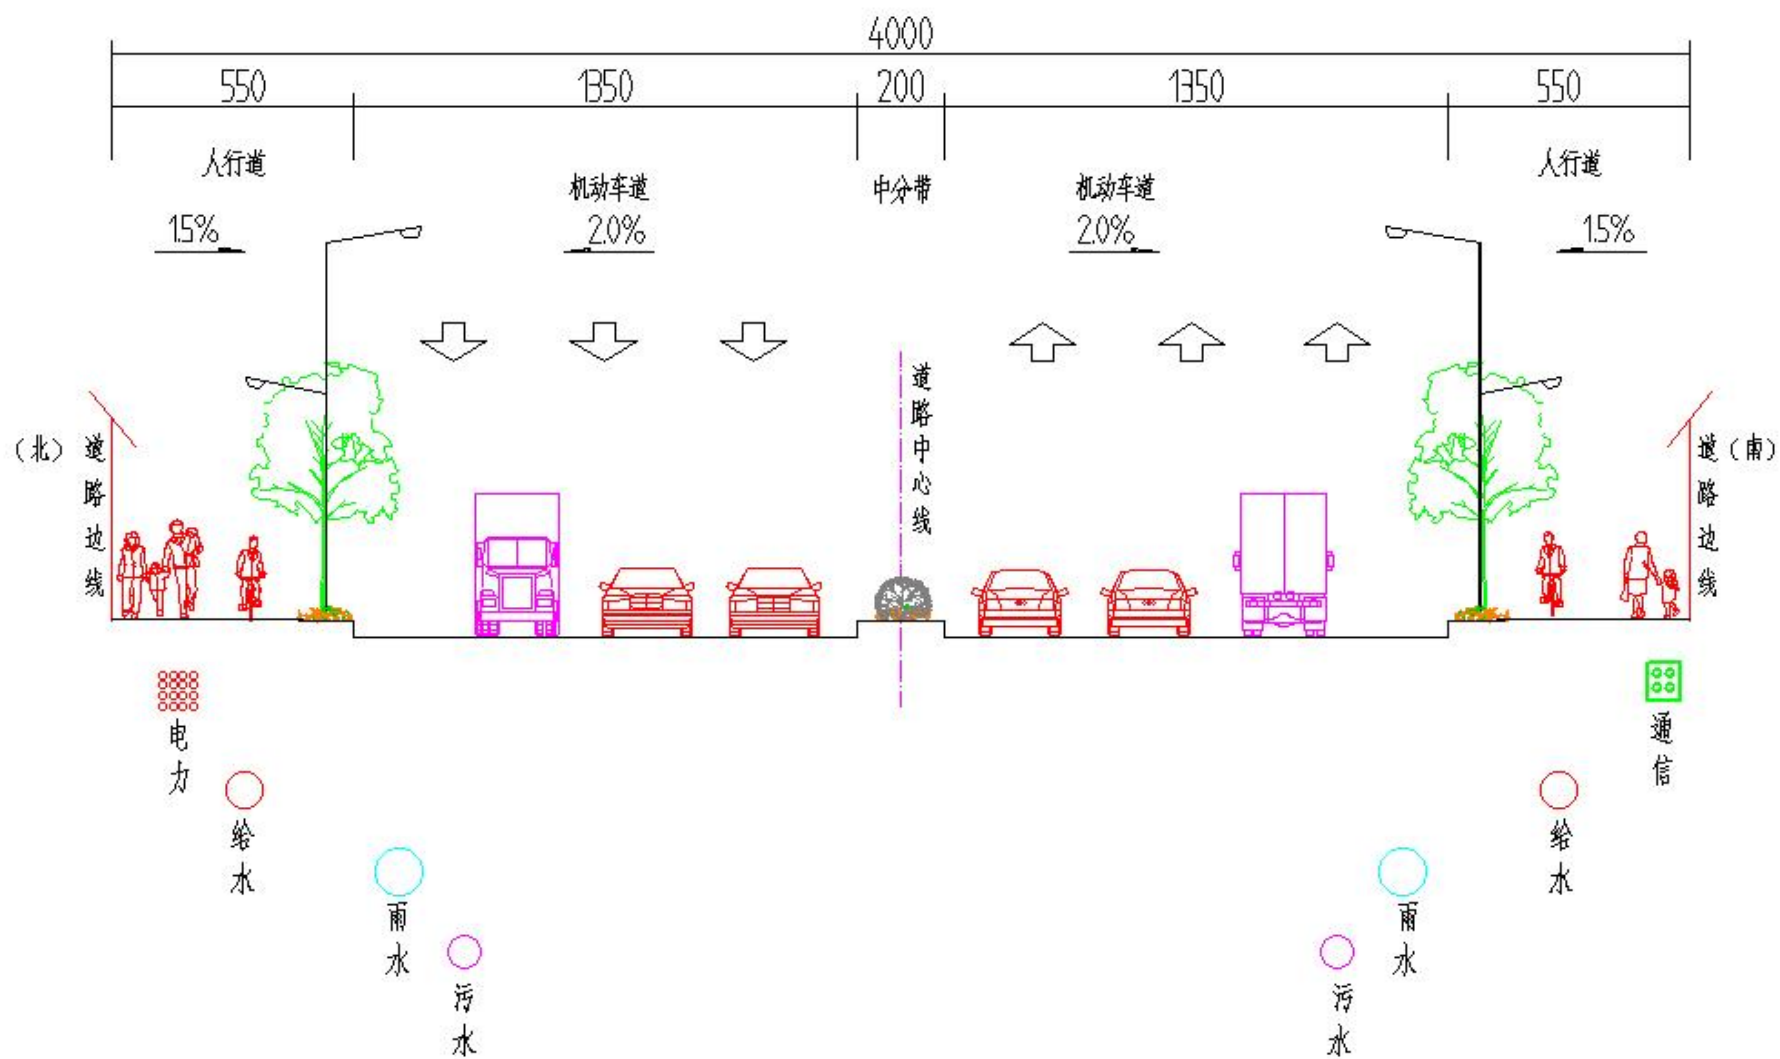 4000
550
1350
200
1350
550
人行道
机动车道
中分带
机动车道
人行道
1.5%
2.0%
2.0%
1.5%
(北)
道路边线
道路中心线
道路边线
(南)
电力
通信
给水
给水
雨水
雨水
污水
污水